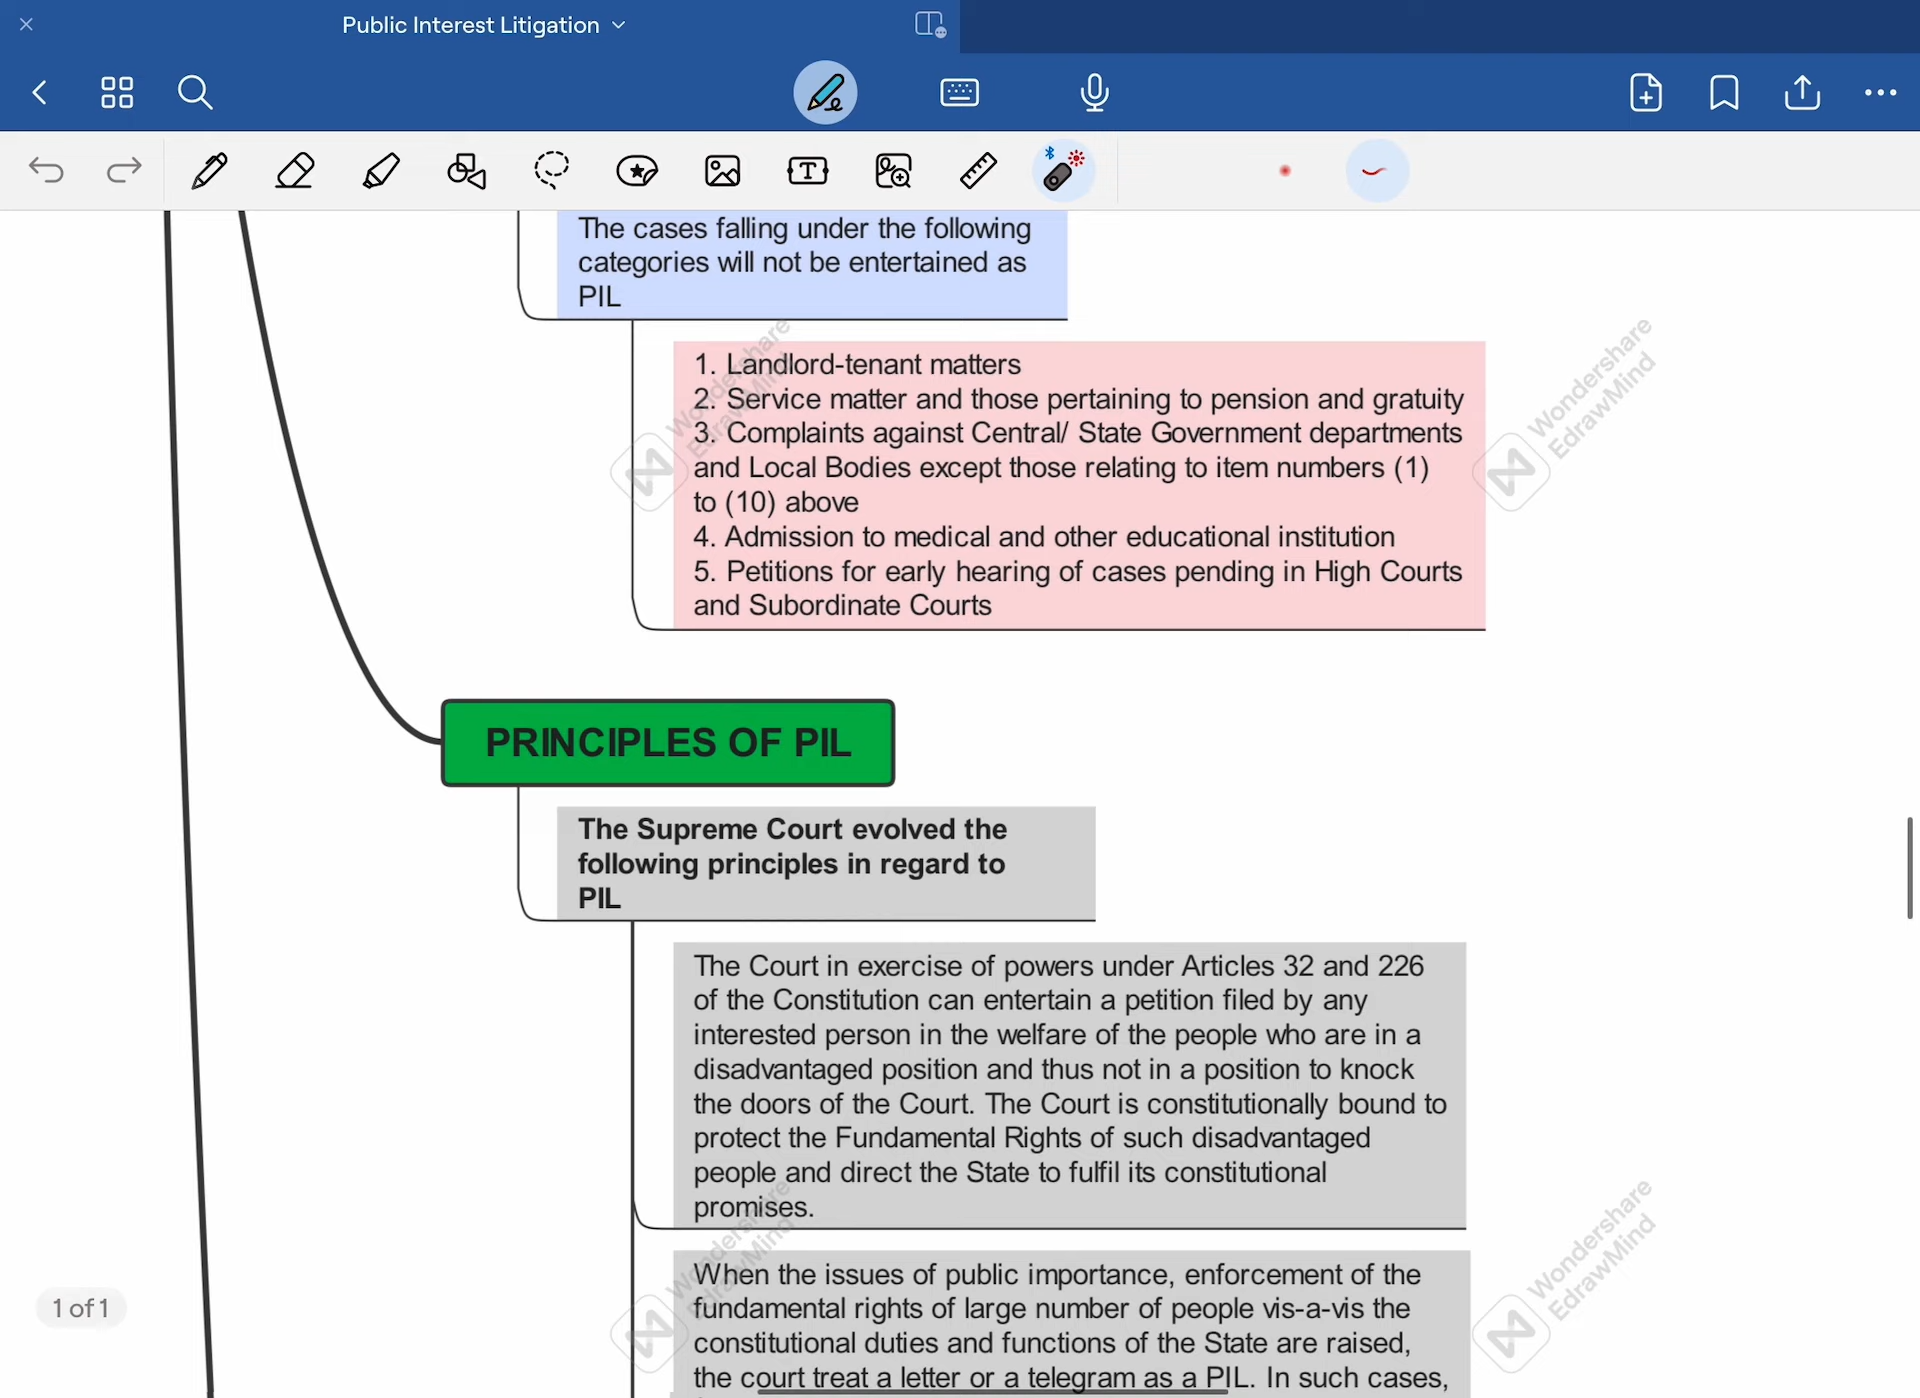 Public Interest Litigation
The cases falling under the following
categories will not be entertained as
PIL
1. Landlord-tenant matters
2. Service matter and those pertaining to pension and gratuity
3. Complaints against Central/ State Government departments
and Local Bodies except those relating to item numbers (1)
to (10) above
4. Admission to medical and other educational institution
5. Petitions for early hearing of cases pending in High Courts
and Subordinate Courts
Wondershare
EdrawMind
Wondershare
EdrawMind
PRINCIPLES OF PIL
The Supreme Court evolved the
following principles in regard to
PIL
The Court in exercise of powers under Articles 32 and 226
of the Constitution can entertain a petition filed by any
interested person in the welfare of the people who are in a
disadvantaged position and thus not in a position to knock
the doors of the Court. The Court is constitutionally bound to
protect the Fundamental Rights of such disadvantaged
people and direct the State to fulfil its constitutional
promises.
When the issues of public importance, enforcement of the
fundamental rights of large number of people vis-a-vis the
constitutional duties and functions of the State are raised,
the court treat a letter or a telegram as a PIL. In such cases,
Wondershare
EdrawMind
Wondershare
EdrawMind
1 of 1